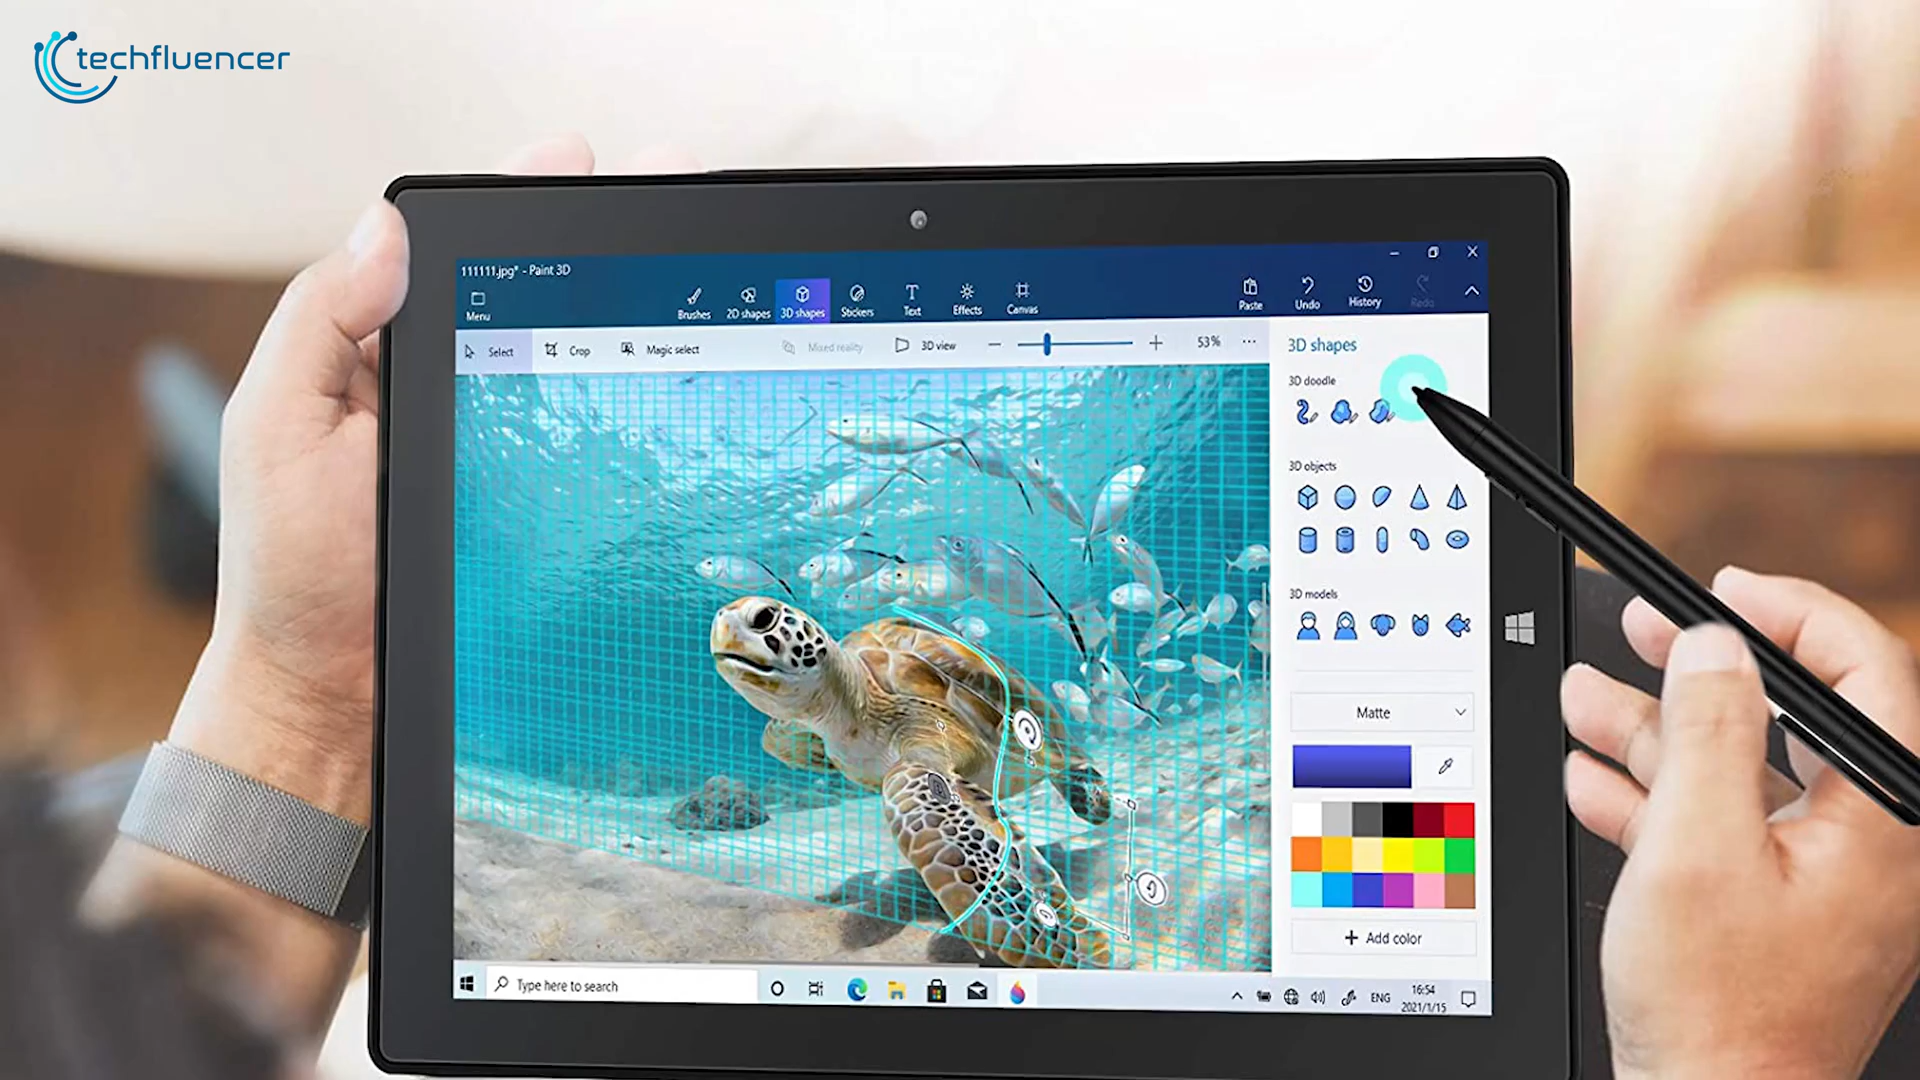 techfluencer
111111.jpg* - Paint 3D
Menu
Brushes
2D shapes
3D shapes
Stickers
Text
Effects
Canvas
Paste
Undo
History
Redo
Select
Crop
Magic select
Mixed reality
3D view
53%
3D shapes
3D doodle
3D objects
3D models
Matte
+ Add color
Type here to search
ENG
16:54
2021/1/15